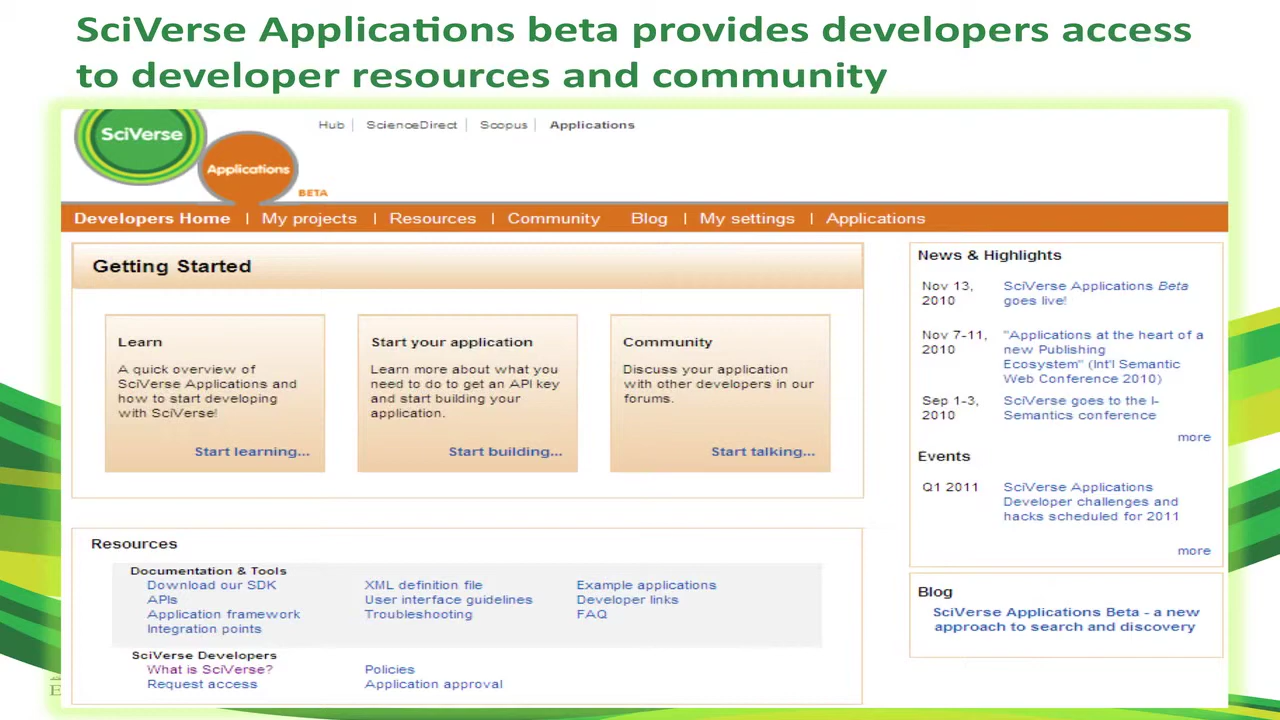 SciVerse Applications beta provides developers access
to developer resources and community
SciVerse
Applications
BETA
Hub | ScienceDirect | Scopus | Applications
Developers Home | My projects | Resources | Community Blog | My settings | Applications
Getting Started
Learn
A quick overview of
SciVerse Applications and
how to start developing
with SciVerse!
Start learning...
Start your application
Learn more about what you
need to do to get an API key
and start building your
application.
Start building...
Community
Discuss your application
with other developers in our
forums.
Start talking...
Resources
Documentation & Tools
Download our SDK
APIs
Application framework
Integration points
XML definition file
User interface guidelines
Troubleshooting
Example applications
Developer links
FAQ
SciVerse Developers
What is SciVerse?
Request access
Policies
Application approval
News & Highlights
Nov 13,
2010
SciVerse Applications Beta
goes live!
Nov 7-11,
2010
"Applications at the heart of a
new Publishing
Ecosystem" (Int'l Semantic
Web Conference 2010)
Sep 1-3,
2010
SciVerse goes to the I-
Semantics conference
more
Events
Q1 2011
SciVerse Applications
Developer challenges and
hacks scheduled for 2011
more
Blog
SciVerse Applications Beta - a new
approach to search and discovery